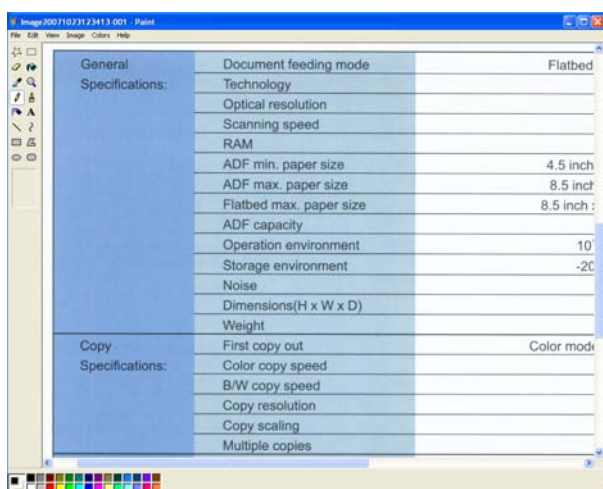 Image20071023123413-001 - Paint
File Edit View Image Colors Help
General Document feeding mode Flatbed
Specifications: Technology
Optical resolution
Scanning speed
RAM
ADF min. paper size 4.5 inch
ADF max. paper size 8.5 inch
Flatbed max. paper size 8.5 inch
ADF capacity
Operation environment 10
Storage environment -20
Noise
Dimensions(H x W x D)
Weight
Copy First copy out Color mode
Specifications: Color copy speed
B/W copy speed
Copy resolution
Copy scaling
Multiple copies